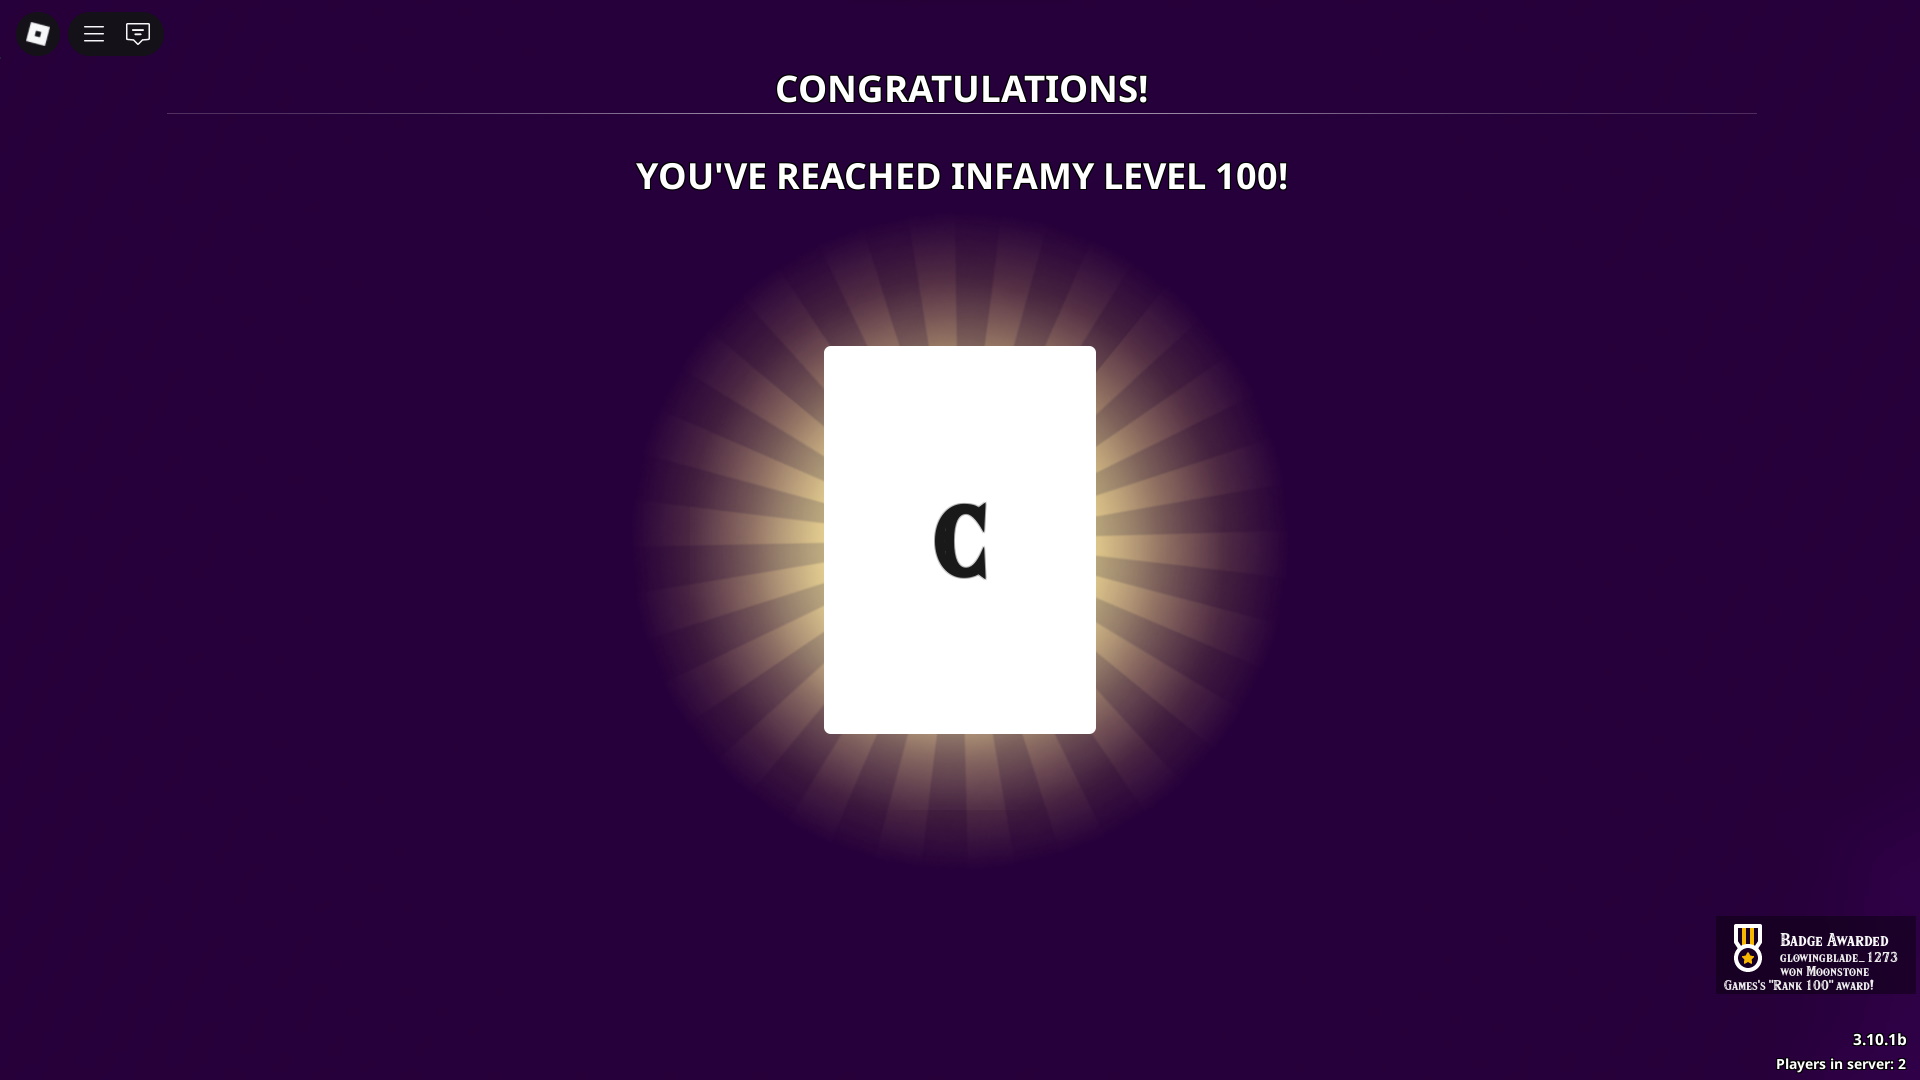 CONGRATULATIONS!
YOU'VE REACHED INFAMY LEVEL 100!
C
Badge Awarded
glowingblade_1273
won Moonstone
Games's "Rank 100" award!
3.10.1b
Players in server: 2